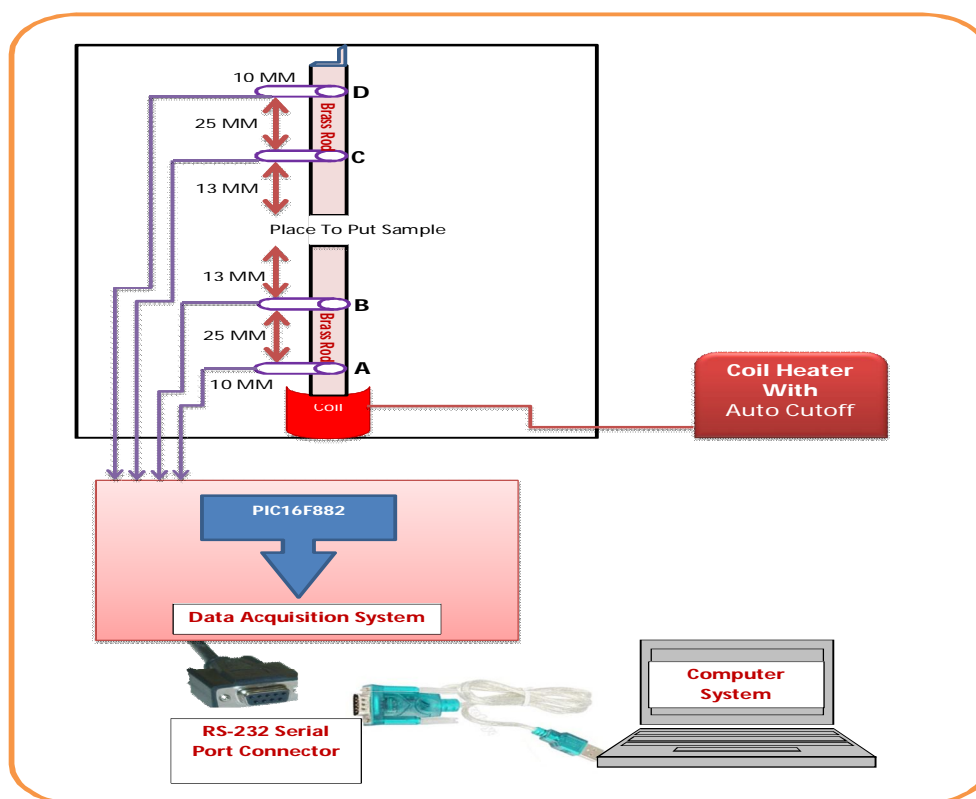 10 MM
D
Brass Rod
25 MM
C
13 MM
Place To Put Sample
13 MM
B
Brass Rod
25 MM
A
10 MM
Coil
Coil Heater
With
Auto Cutoff
PIC16F882
Data Acquisition System
RS-232 Serial
Port Connector
Computer
System